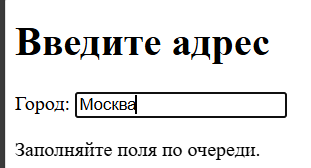 Введите адрес
Город: Москва
Заполняйте поля по очереди.